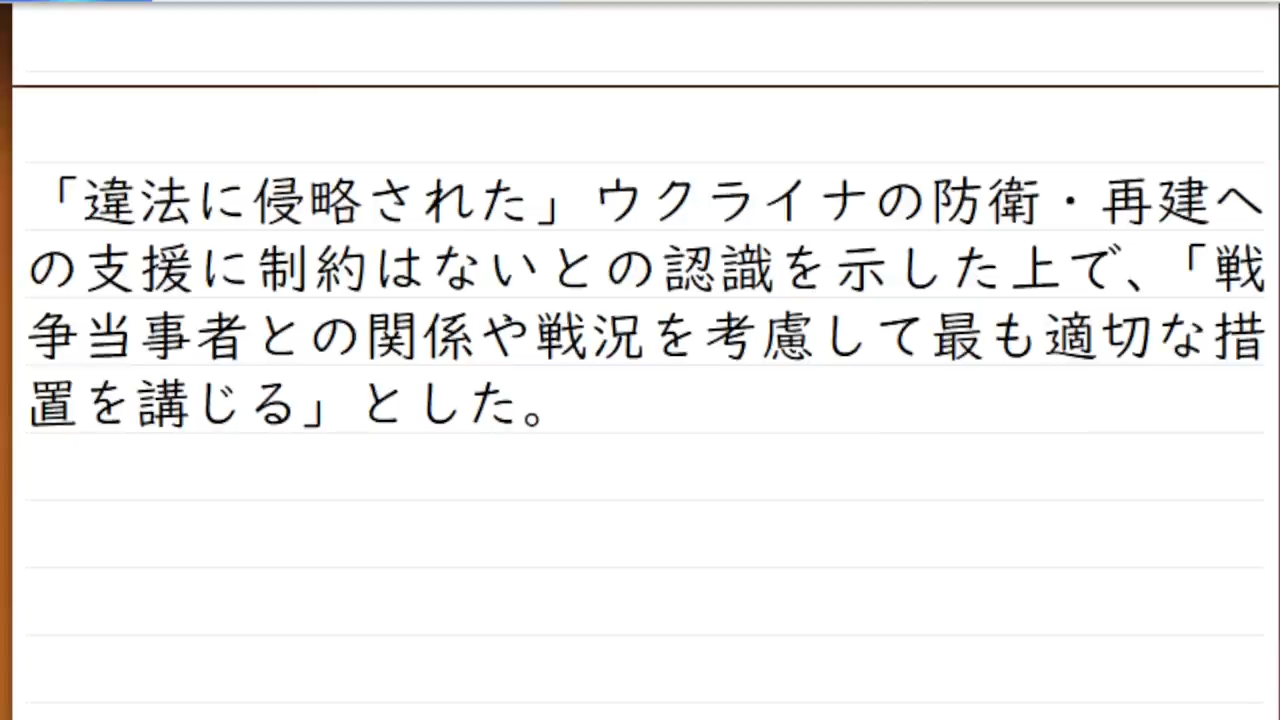 「違法に侵略された」ウクライナの防衛・再建へ
の支援に制約はないとの認識を示した上で、「戦
争当事者との関係や戦況を考慮して最も適切な措
置を講じる」とした。